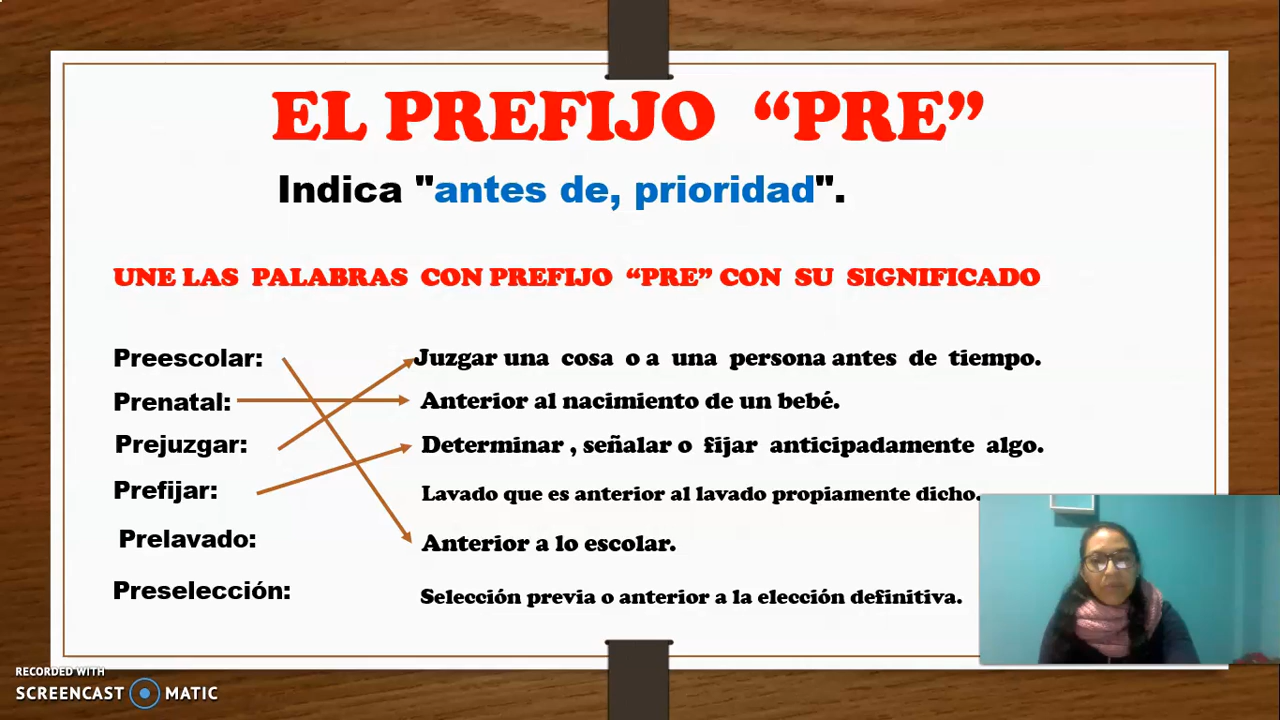 EL PREFIJO “PRE”
Indica "antes de, prioridad".
UNE LAS PALABRAS CON PREFIJO “PRE” CON SU SIGNIFICADO
Preescolar: Juzgar una cosa o a una persona antes de tiempo.
Prenatal: Anterior al nacimiento de un bebé.
Prejuzgar: Determinar , señalar o fijar anticipadamente algo.
Prefijar: Lavado que es anterior al lavado propiamente dicho.
Prelavado: Anterior a lo escolar.
Preselección: Selección previa o anterior a la elección definitiva.
RECORDED WITH
SCREENCAST MATIC